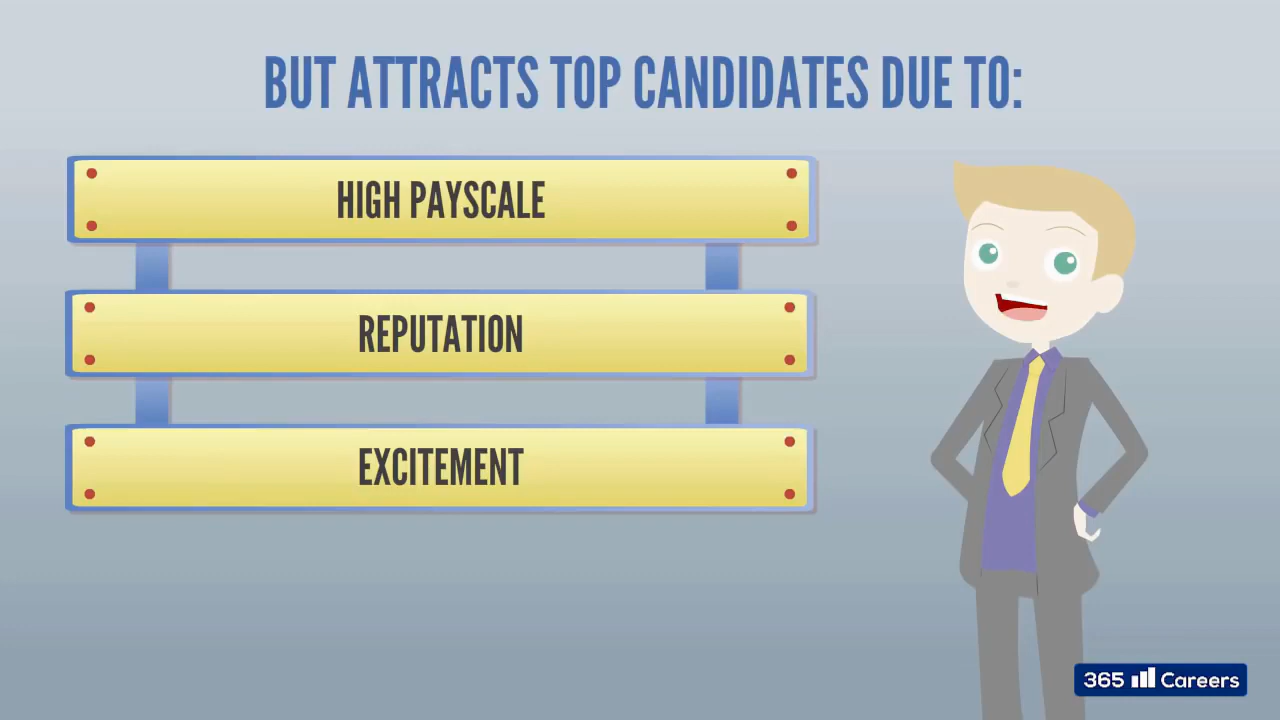 BUT ATTRACTS TOP CANDIDATES DUE TO:
HIGH PAYSCALE
REPUTATION
EXCITEMENT
365 Careers